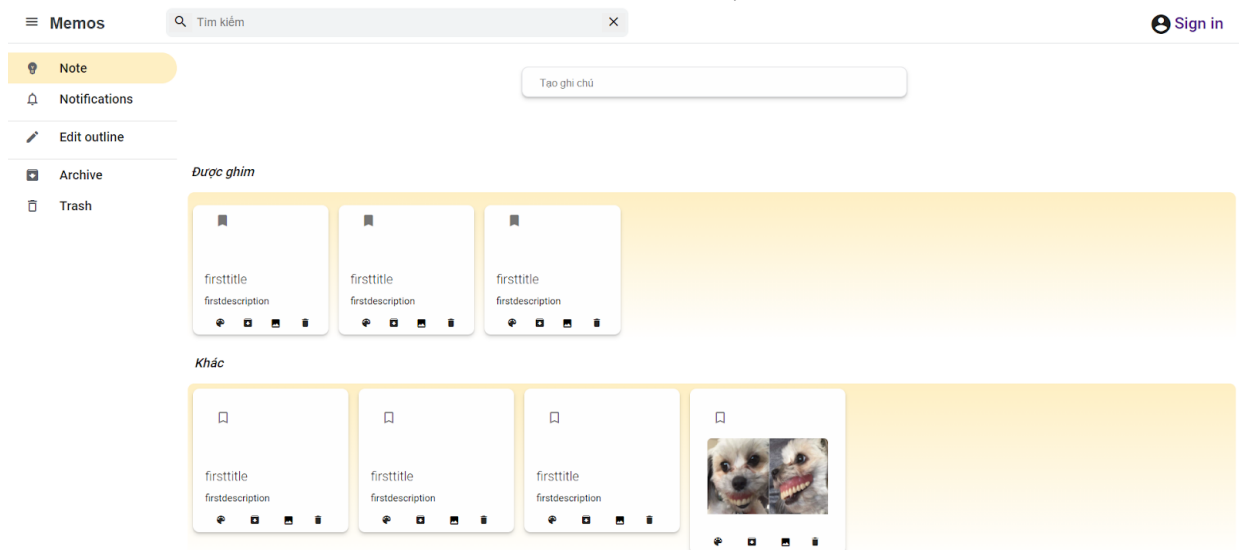 Memos
Tìm kiếm
Sign in
Note
Notifications
Edit outline
Archive
Trash
Tạo ghi chú
Được ghim
firsttitle
firstdescription
firsttitle
firstdescription
firsttitle
firstdescription
Khác
firsttitle
firstdescription
firsttitle
firstdescription
firsttitle
firstdescription